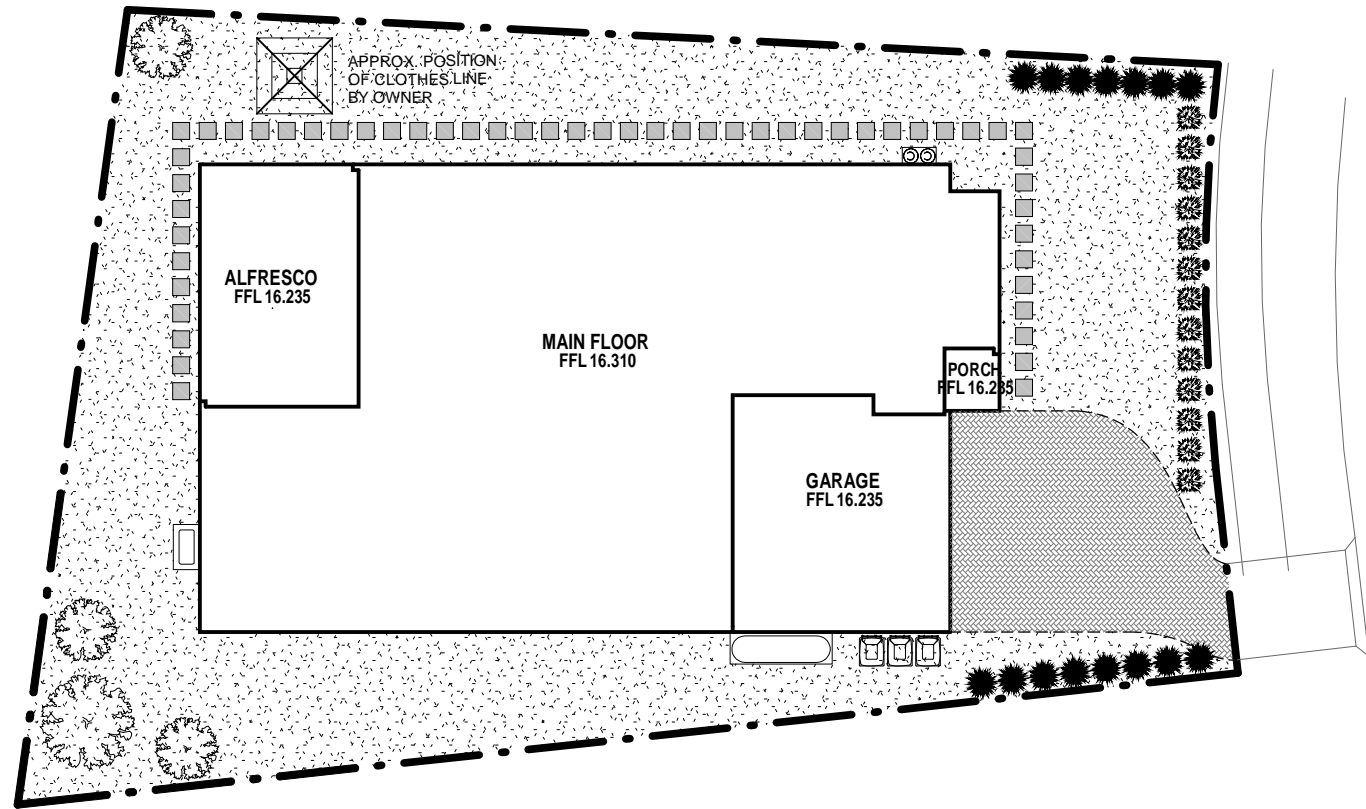 APPROX. POSITION
OF CLOTHES LINE
BY OWNER
ALFRESCO
FFL 16.235
MAIN FLOOR
FFL 16.310
PORCH
FFL 16.235
GARAGE
FFL 16.235